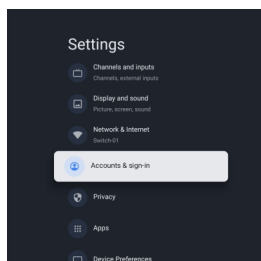 Settings
Channels and inputs
Channels, external inputs
Display and sound
Picture, screen, sound
Network & Internet
Switch-01
Accounts & sign-in
Privacy
Apps
Device Preferences